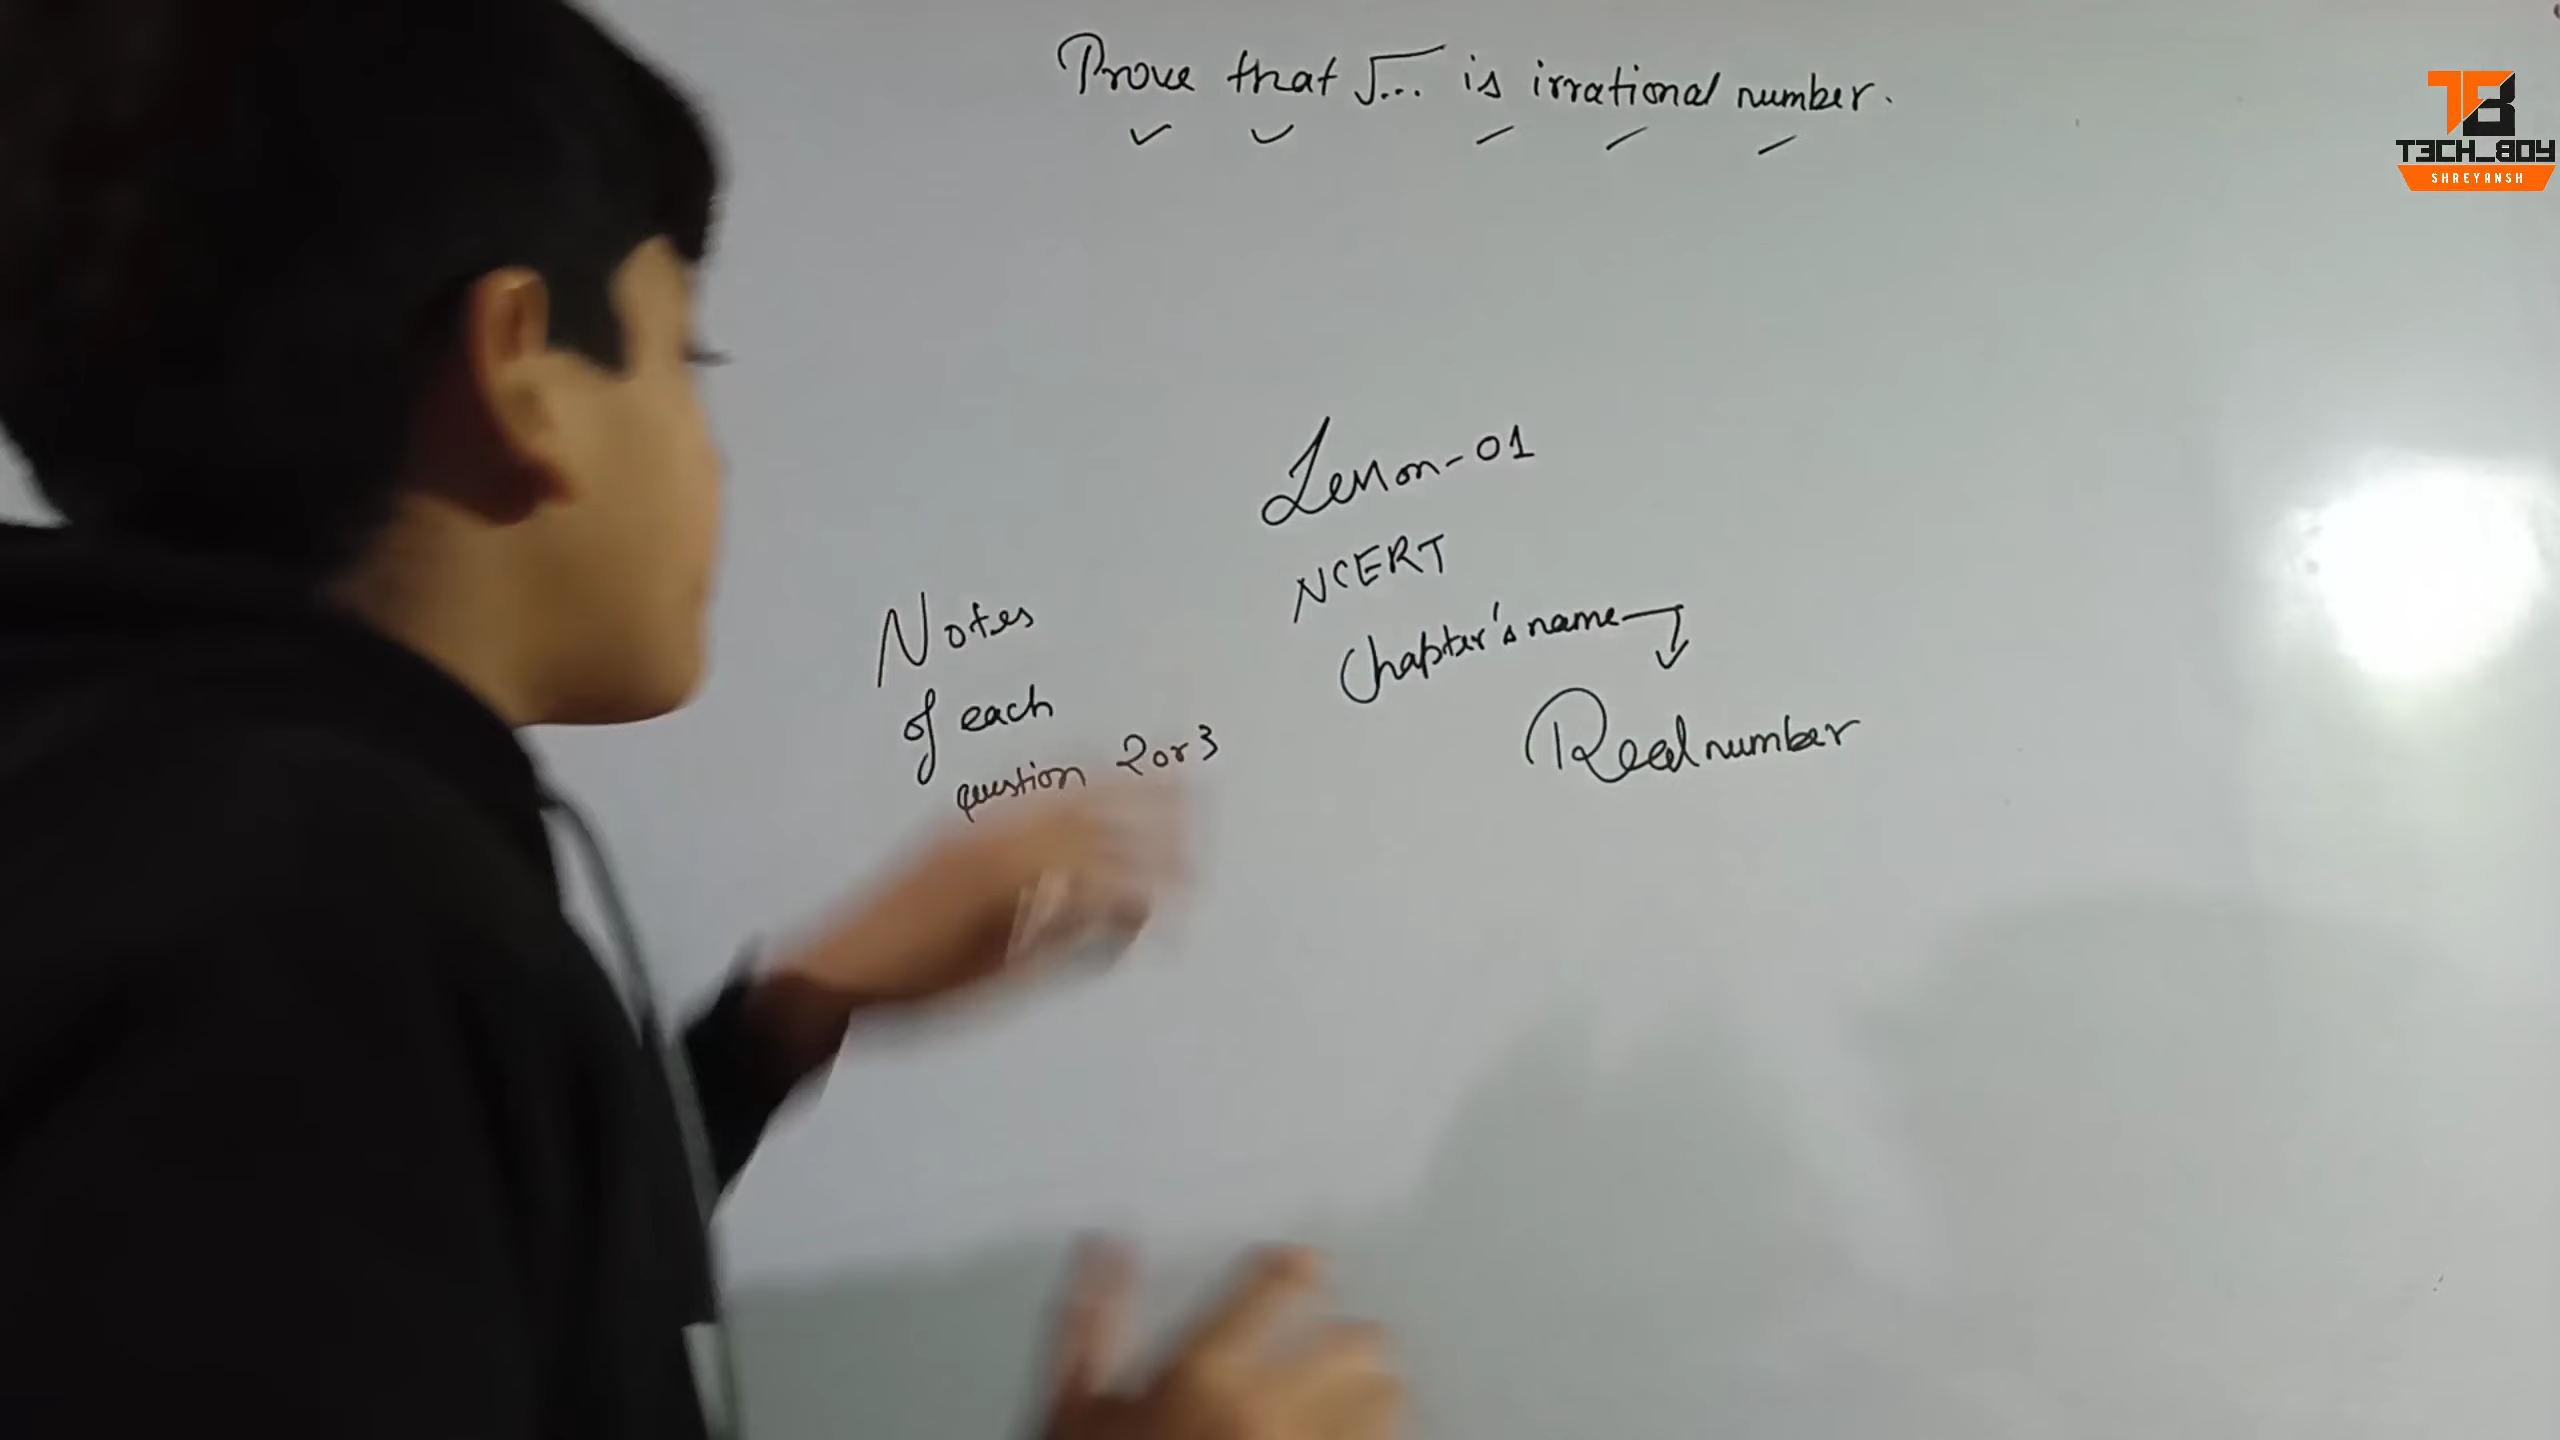 Prove that √... is irrational number.
T3CH_BOY
SHREYANSH
Lesson-01
NCERT
Chapter's name
Real number
Notes
of each
question 2 or 3